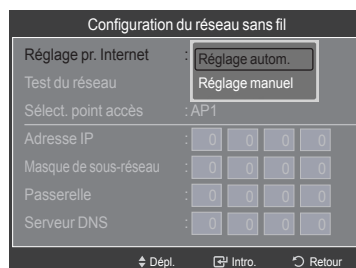 Configuration du réseau sans fil
Réglage pr. Internet : Réglage autom.
Test du réseau Réglage manuel
Sélect. point accès : AP1
Adresse IP : 0 0 0 0
Masque de sous-réseau : 0 0 0 0
Passerelle : 0 0 0 0
Serveur DNS : 0 0 0 0
Dépl. Intro. Retour